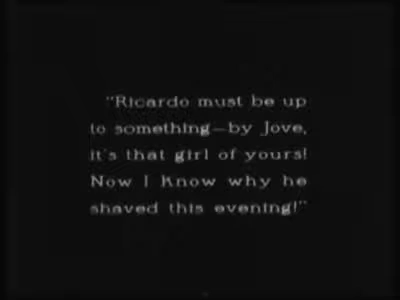 "Ricardo must be up
to something—by Jove,
it's that girl of yours!
Now I know why he
shaved this evening!"